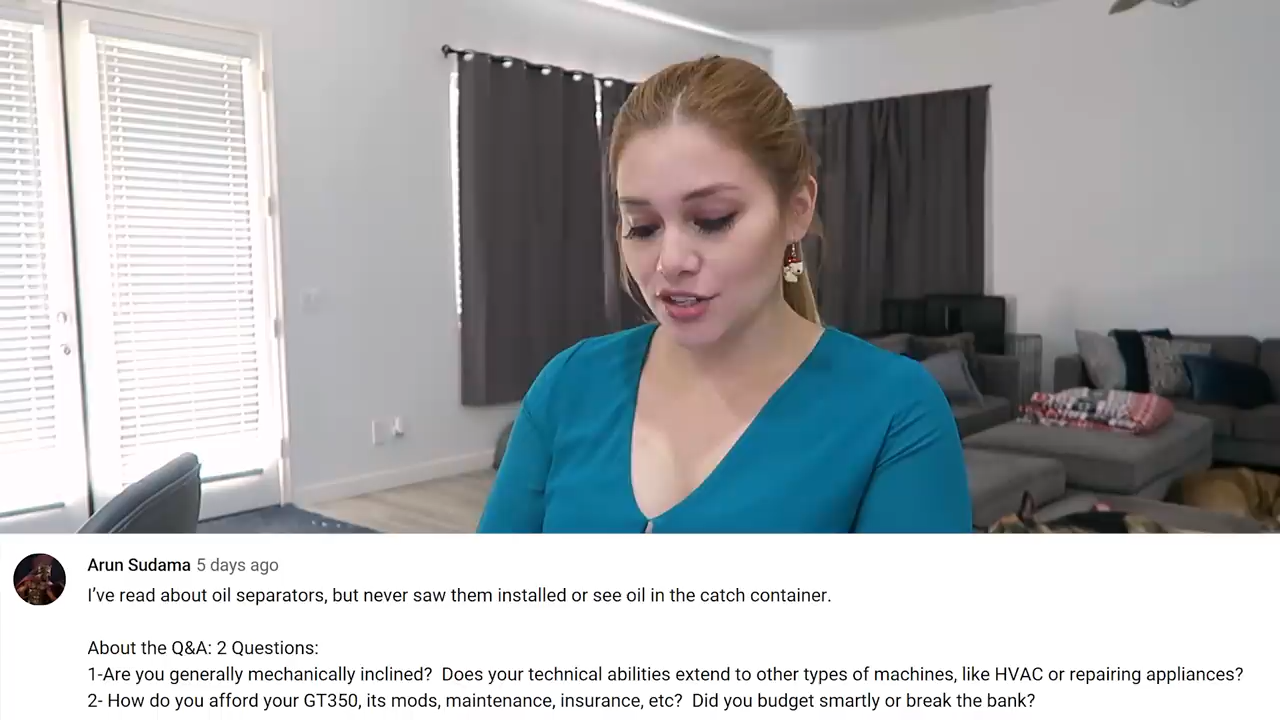 Arun Sudama 5 days ago
I’ve read about oil separators, but never saw them installed or see oil in the catch container.
About the Q&A: 2 Questions:
1-Are you generally mechanically inclined?  Does your technical abilities extend to other types of machines, like HVAC or repairing appliances?
2- How do you afford your GT350, its mods, maintenance, insurance, etc?  Did you budget smartly or break the bank?